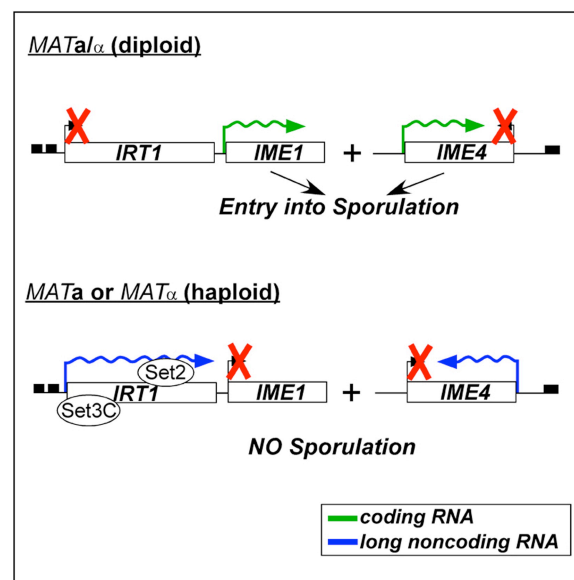 MATa/α (diploid)
IRT1 IME1 + IME4
Entry into Sporulation
MATa or MATα (haploid)
Set2
IRT1 IME1 + IME4
Set3C
NO Sporulation
coding RNA
long noncoding RNA